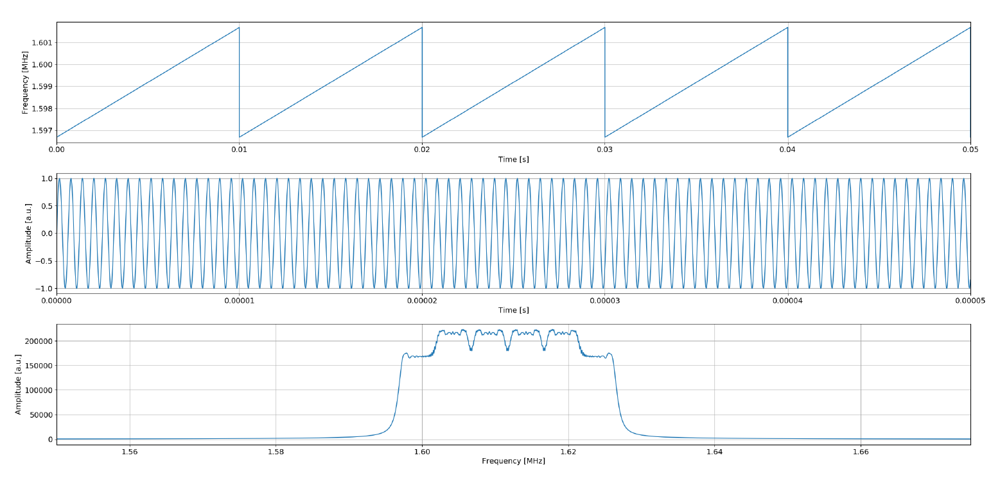 1.601
1.600
1.599
1.598
1.597
Frequency [MHz]
0.00 0.01 0.02 0.03 0.04 0.05
Time [s]
1.0
0.5
0.0
−0.5
−1.0
Amplitude [a.u.]
0.00000 0.00001 0.00002 0.00003 0.00004 0.00005
Time [s]
200000
150000
100000
50000
0
Amplitude [a.u.]
1.56 1.58 1.60 1.62 1.64 1.66
Frequency [MHz]